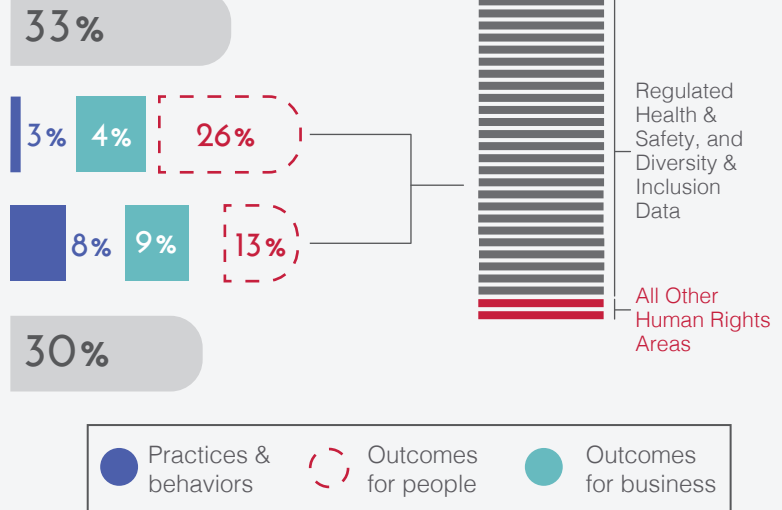 33%
3%
4%
26%
8%
9%
13%
30%
Regulated
Health &
Safety, and
Diversity &
Inclusion
Data
All Other
Human Rights
Areas
Practices &
behaviors
Outcomes
for people
Outcomes
for business